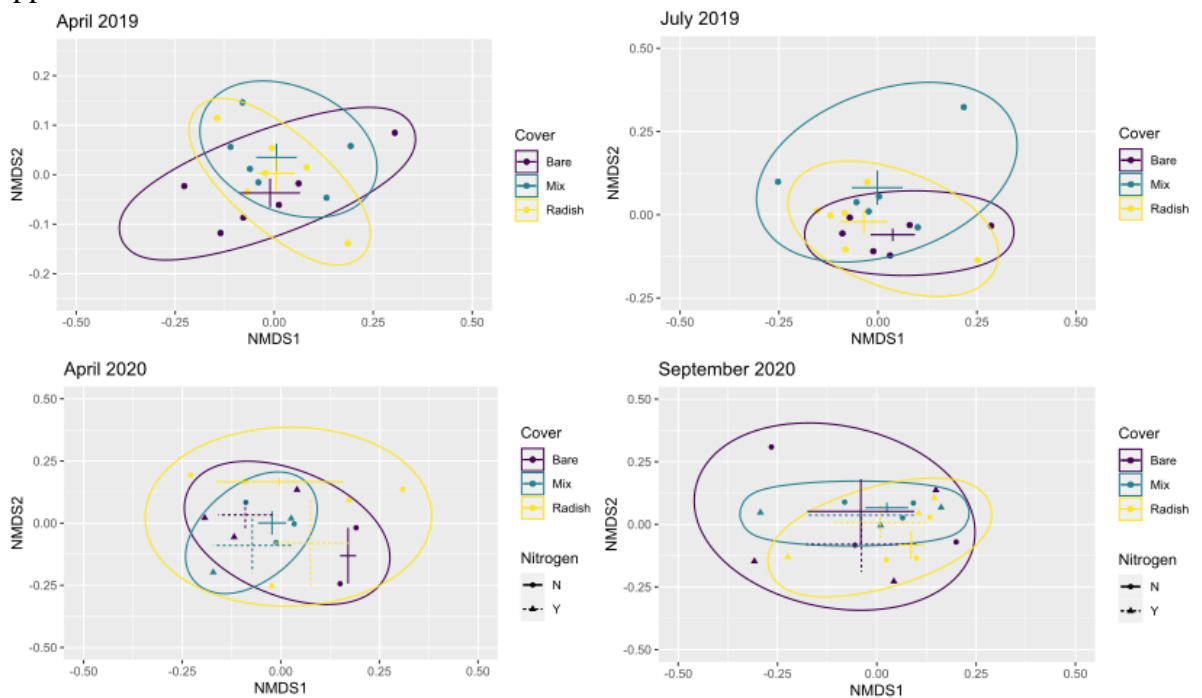 April 2019
0.2
0.1
0.0
-0.1
-0.2
NMDS2
-0.50
-0.25
0.00
0.25
0.50
NMDS1
Cover
Bare
Mix
Radish
July 2019
0.50
0.25
0.00
-0.25
NMDS2
-0.50
-0.25
0.00
0.25
0.50
NMDS1
Cover
Bare
Mix
Radish
April 2020
0.50
0.25
0.00
-0.25
-0.50
NMDS2
-0.50
-0.25
0.00
0.25
0.50
NMDS1
Cover
Bare
Mix
Radish
Nitrogen
N
Y
September 2020
0.50
0.25
0.00
-0.25
-0.50
NMDS2
-0.50
-0.25
0.00
0.25
0.50
NMDS1
Cover
Bare
Mix
Radish
Nitrogen
N
Y